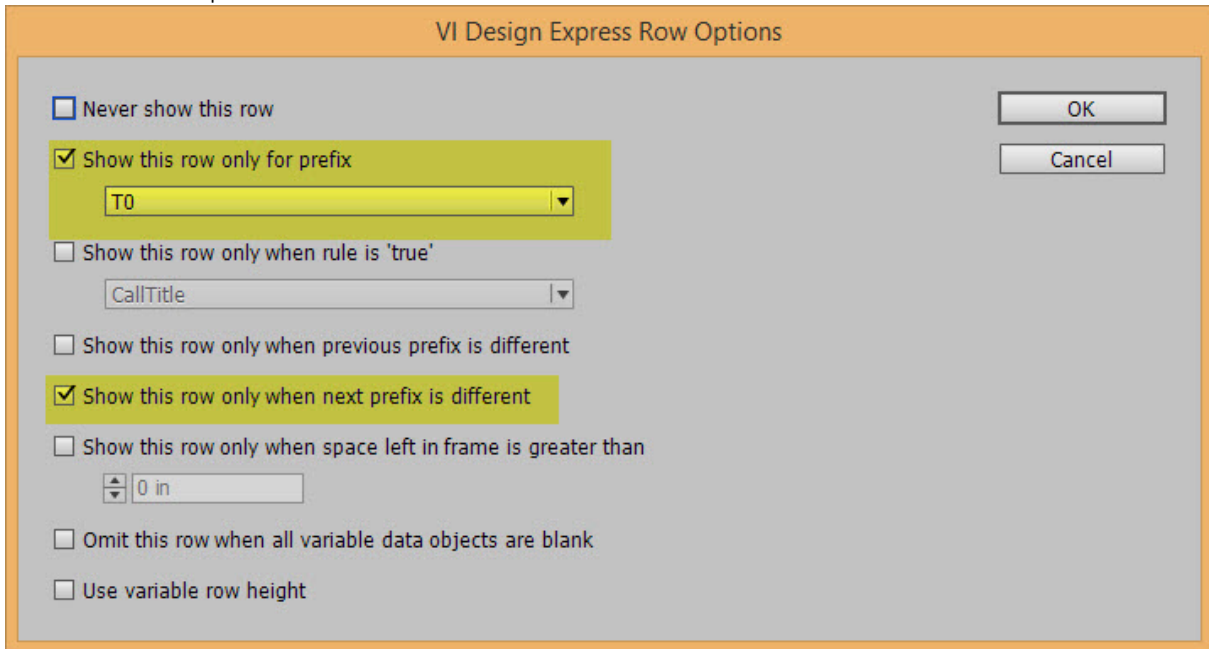 VI Design Express Row Options
Never show this row
OK
Show this row only for prefix
Cancel
T0
Show this row only when rule is 'true'
CallTitle
Show this row only when previous prefix is different
Show this row only when next prefix is different
Show this row only when space left in frame is greater than
0 in
Omit this row when all variable data objects are blank
Use variable row height